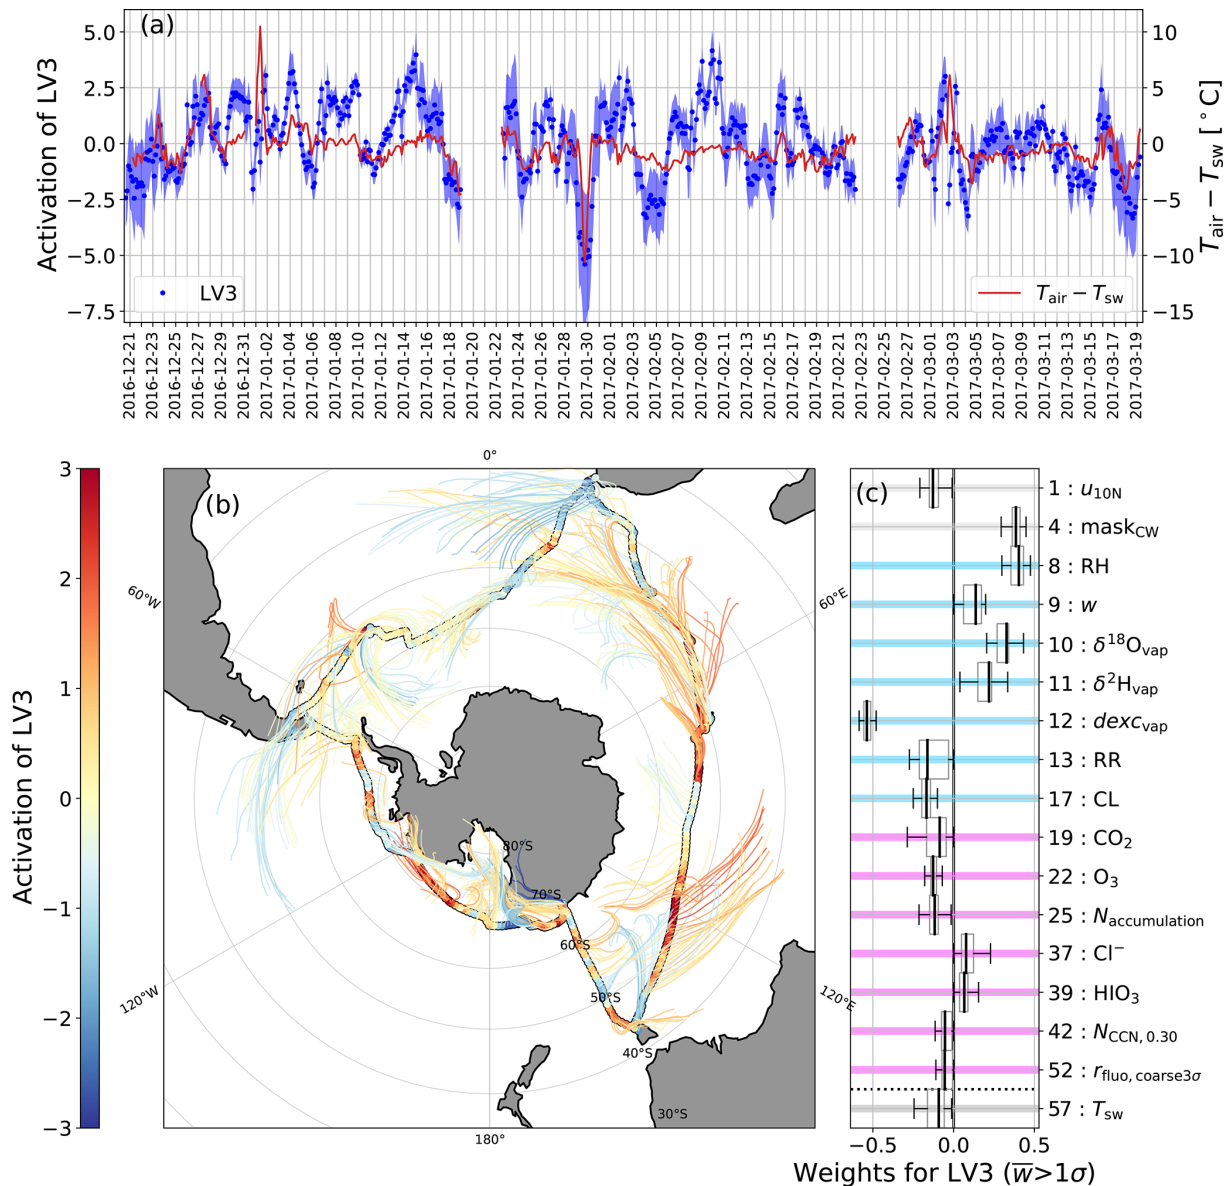 (a)
Activation of LV3
5.0
2.5
0.0
−2.5
−5.0
−7.5
10
5
0
−5
−10
−15
T_air − T_sw [ °C]
LV3
T_air − T_sw
2016-12-21
2016-12-23
2016-12-25
2016-12-27
2016-12-29
2016-12-31
2017-01-02
2017-01-04
2017-01-06
2017-01-08
2017-01-10
2017-01-12
2017-01-14
2017-01-16
2017-01-18
2017-01-20
2017-01-22
2017-01-24
2017-01-26
2017-01-28
2017-01-30
2017-02-01
2017-02-03
2017-02-05
2017-02-07
2017-02-09
2017-02-11
2017-02-13
2017-02-15
2017-02-17
2017-02-19
2017-02-21
2017-02-23
2017-02-25
2017-02-27
2017-03-01
2017-03-03
2017-03-05
2017-03-07
2017-03-09
2017-03-11
2017-03-13
2017-03-15
2017-03-17
2017-03-19
Activation of LV3
3
2
1
0
−1
−2
−3
(b)
0°
60°W
60°E
120°W
120°E
180°
80°S
70°S
60°S
50°S
40°S
30°S
(c)
1 : u_10N
4 : mask_CW
8 : RH
9 : w
10 : δ¹⁸O_vap
11 : δ²H_vap
12 : dexc_vap
13 : RR
17 : CL
19 : CO₂
22 : O₃
25 : N_accumulation
37 : Cl⁻
39 : HIO₃
42 : N_CCN, 0.30
52 : r_fluo, coarse3σ
57 : T_sw
−0.5
0.0
0.5
Weights for LV3 (w̅>1σ)